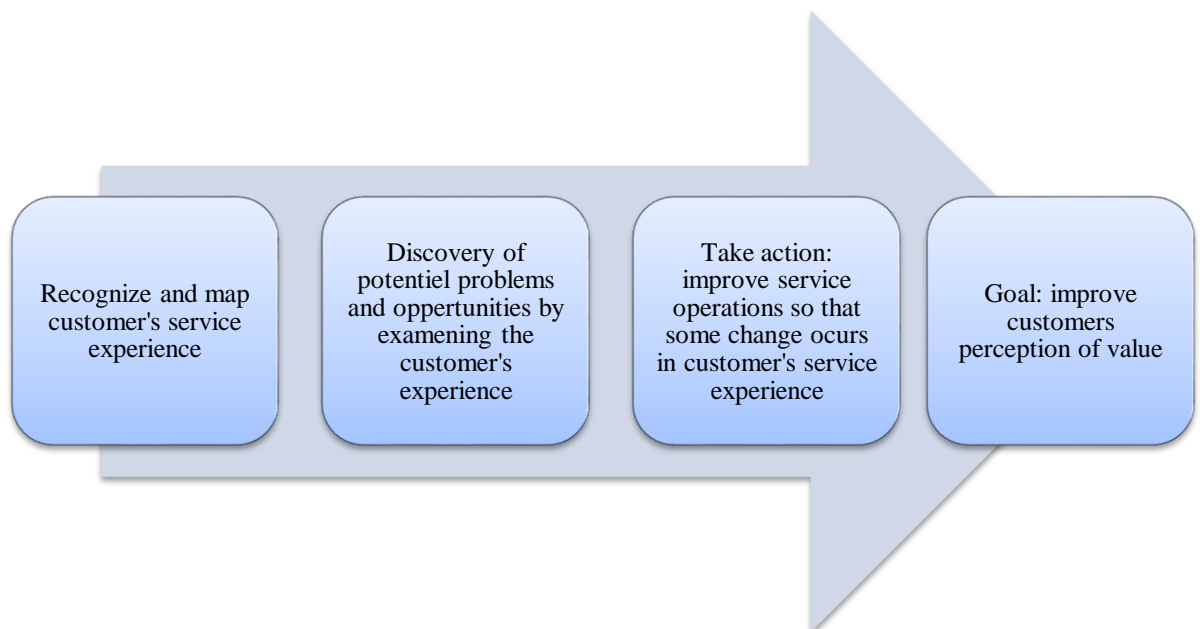 Recognize and map
customer's service
experience
Discovery of
potentiel problems
and oppertunities by
examening the
customer's
experience
Take action:
improve service
operations so that
some change ocurs
in customer's service
experience
Goal: improve
customers
perception of value